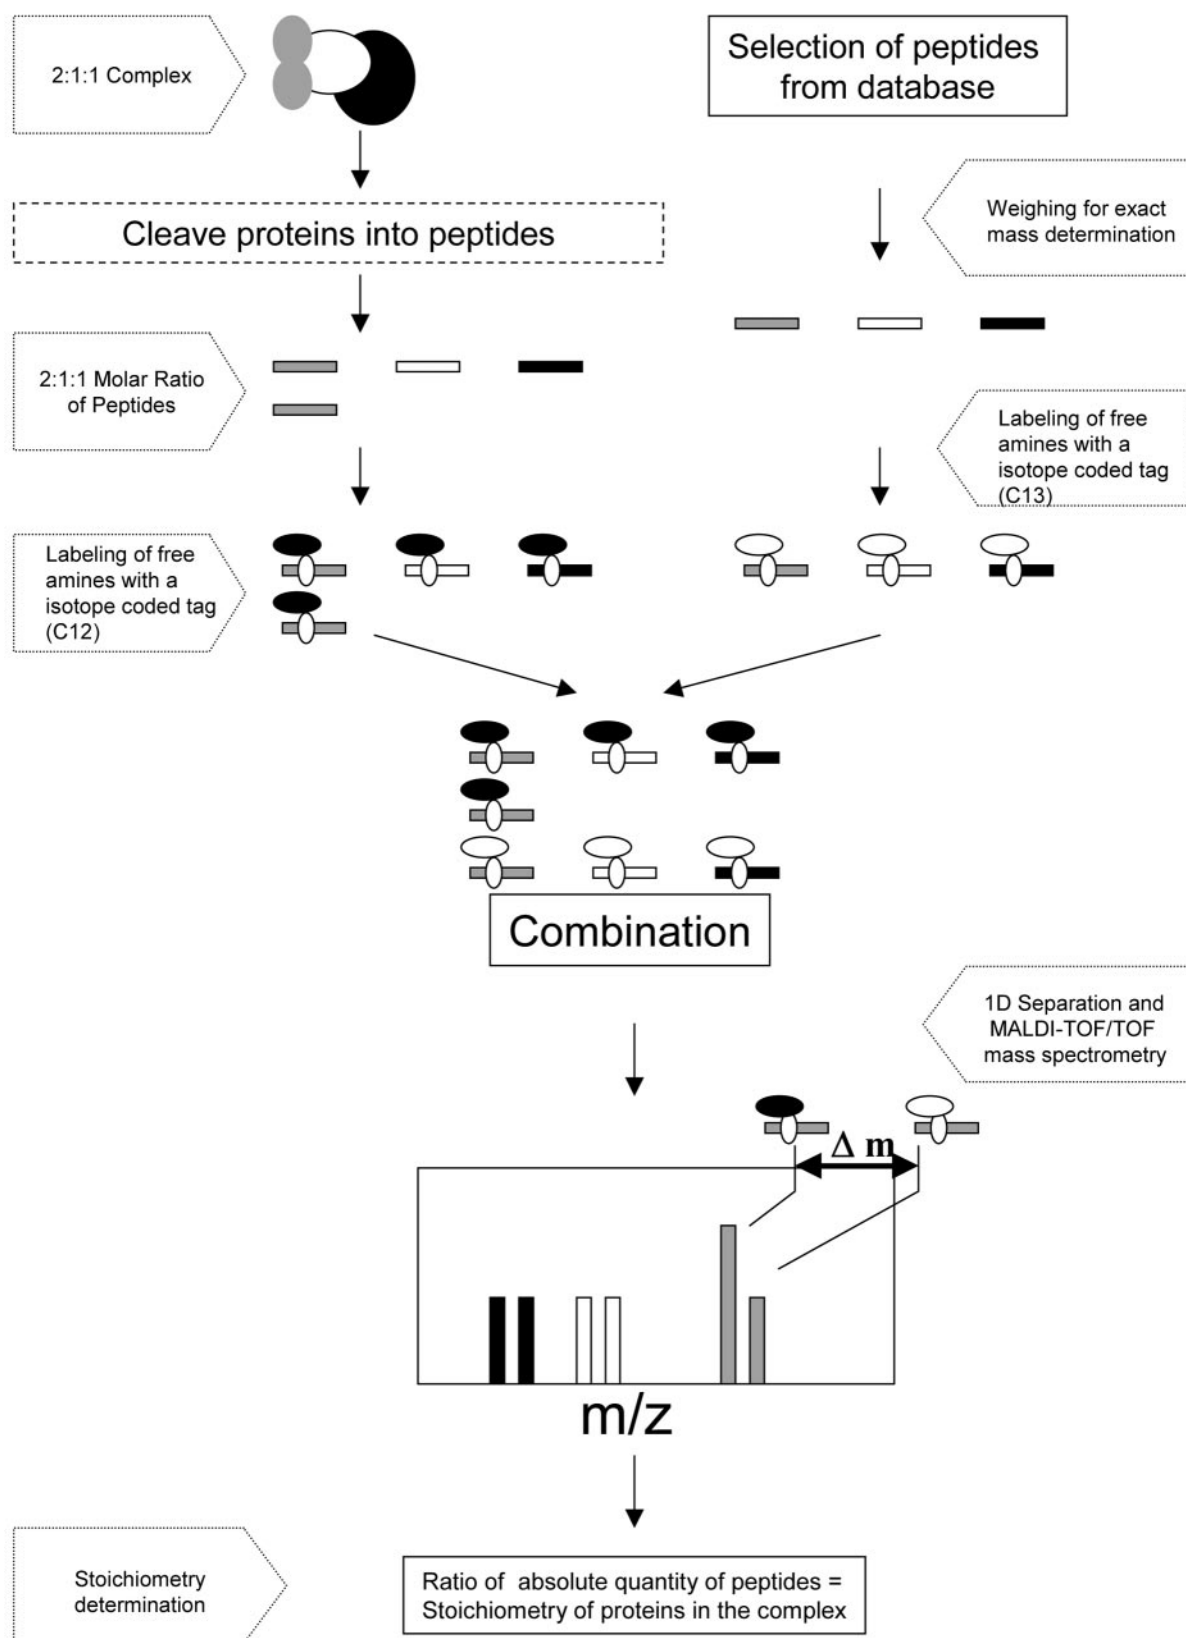 2:1:1 Complex
Selection of peptides
from database
Cleave proteins into peptides
Weighing for exact
mass determination
2:1:1 Molar Ratio
of Peptides
Labeling of free
amines with a
isotope coded tag
(C13)
Labeling of free
amines with a
isotope coded tag
(C12)
Combination
1D Separation and
MALDI-TOF/TOF
mass spectrometry
Δ m
m/z
Stoichiometry
determination
Ratio of absolute quantity of peptides =
Stoichiometry of proteins in the complex